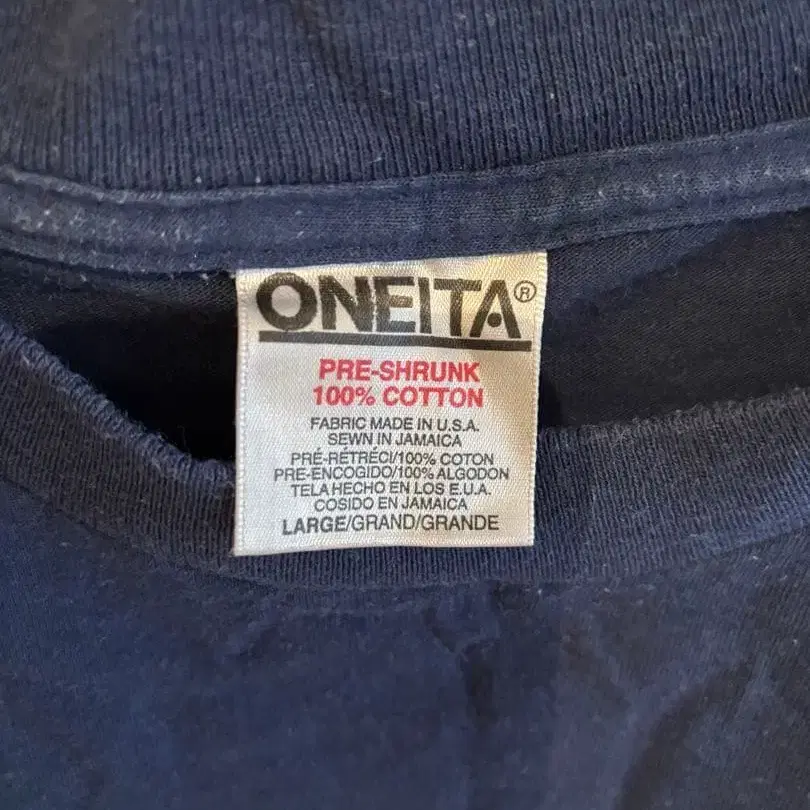 ONEITA®
PRE-SHRUNK
100% COTTON
FABRIC MADE IN U.S.A.
SEWN IN JAMAICA
PRÉ-RÉTRÉCI/100% COTON
PRE-ENCOGIDO/100% ALGODON
TELA HECHO EN LOS E.U.A.
COSIDO EN JAMAICA
LARGE/GRAND/GRANDE